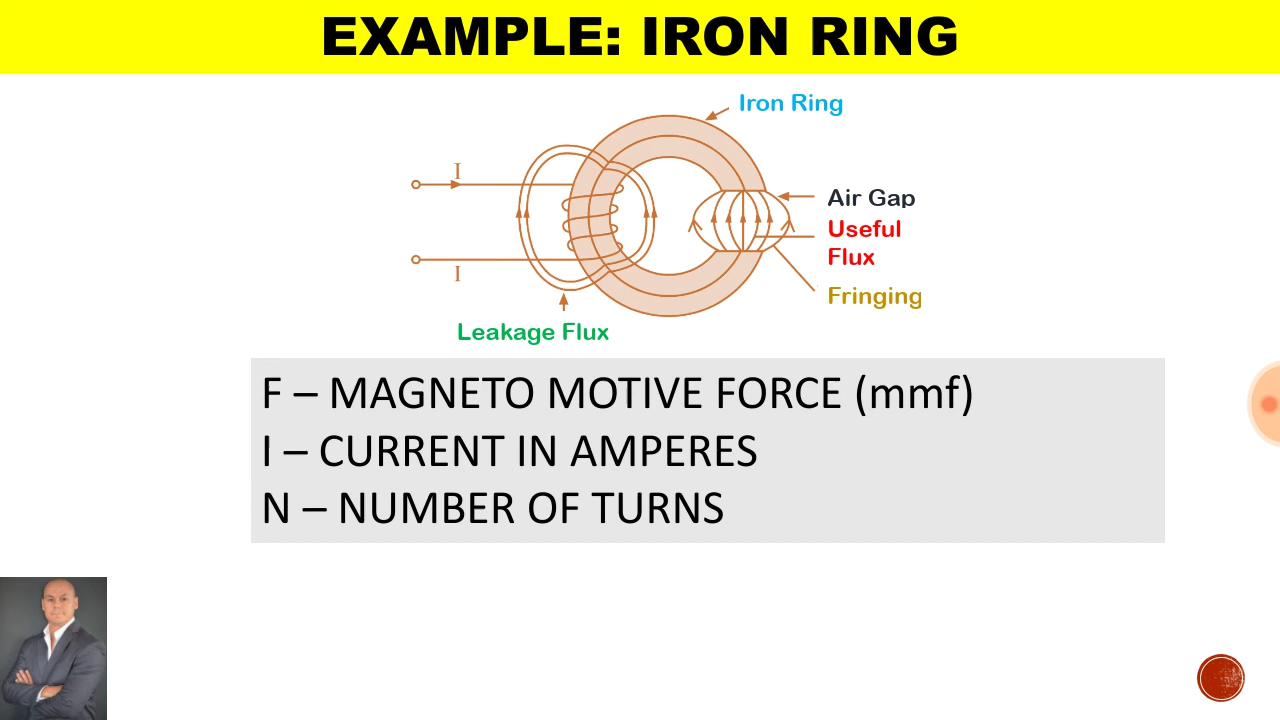 EXAMPLE: IRON RING
Iron Ring
I
Air Gap
Useful
Flux
I
Fringing
Leakage Flux
F – MAGNETO MOTIVE FORCE (mmf)
I – CURRENT IN AMPERES
N – NUMBER OF TURNS